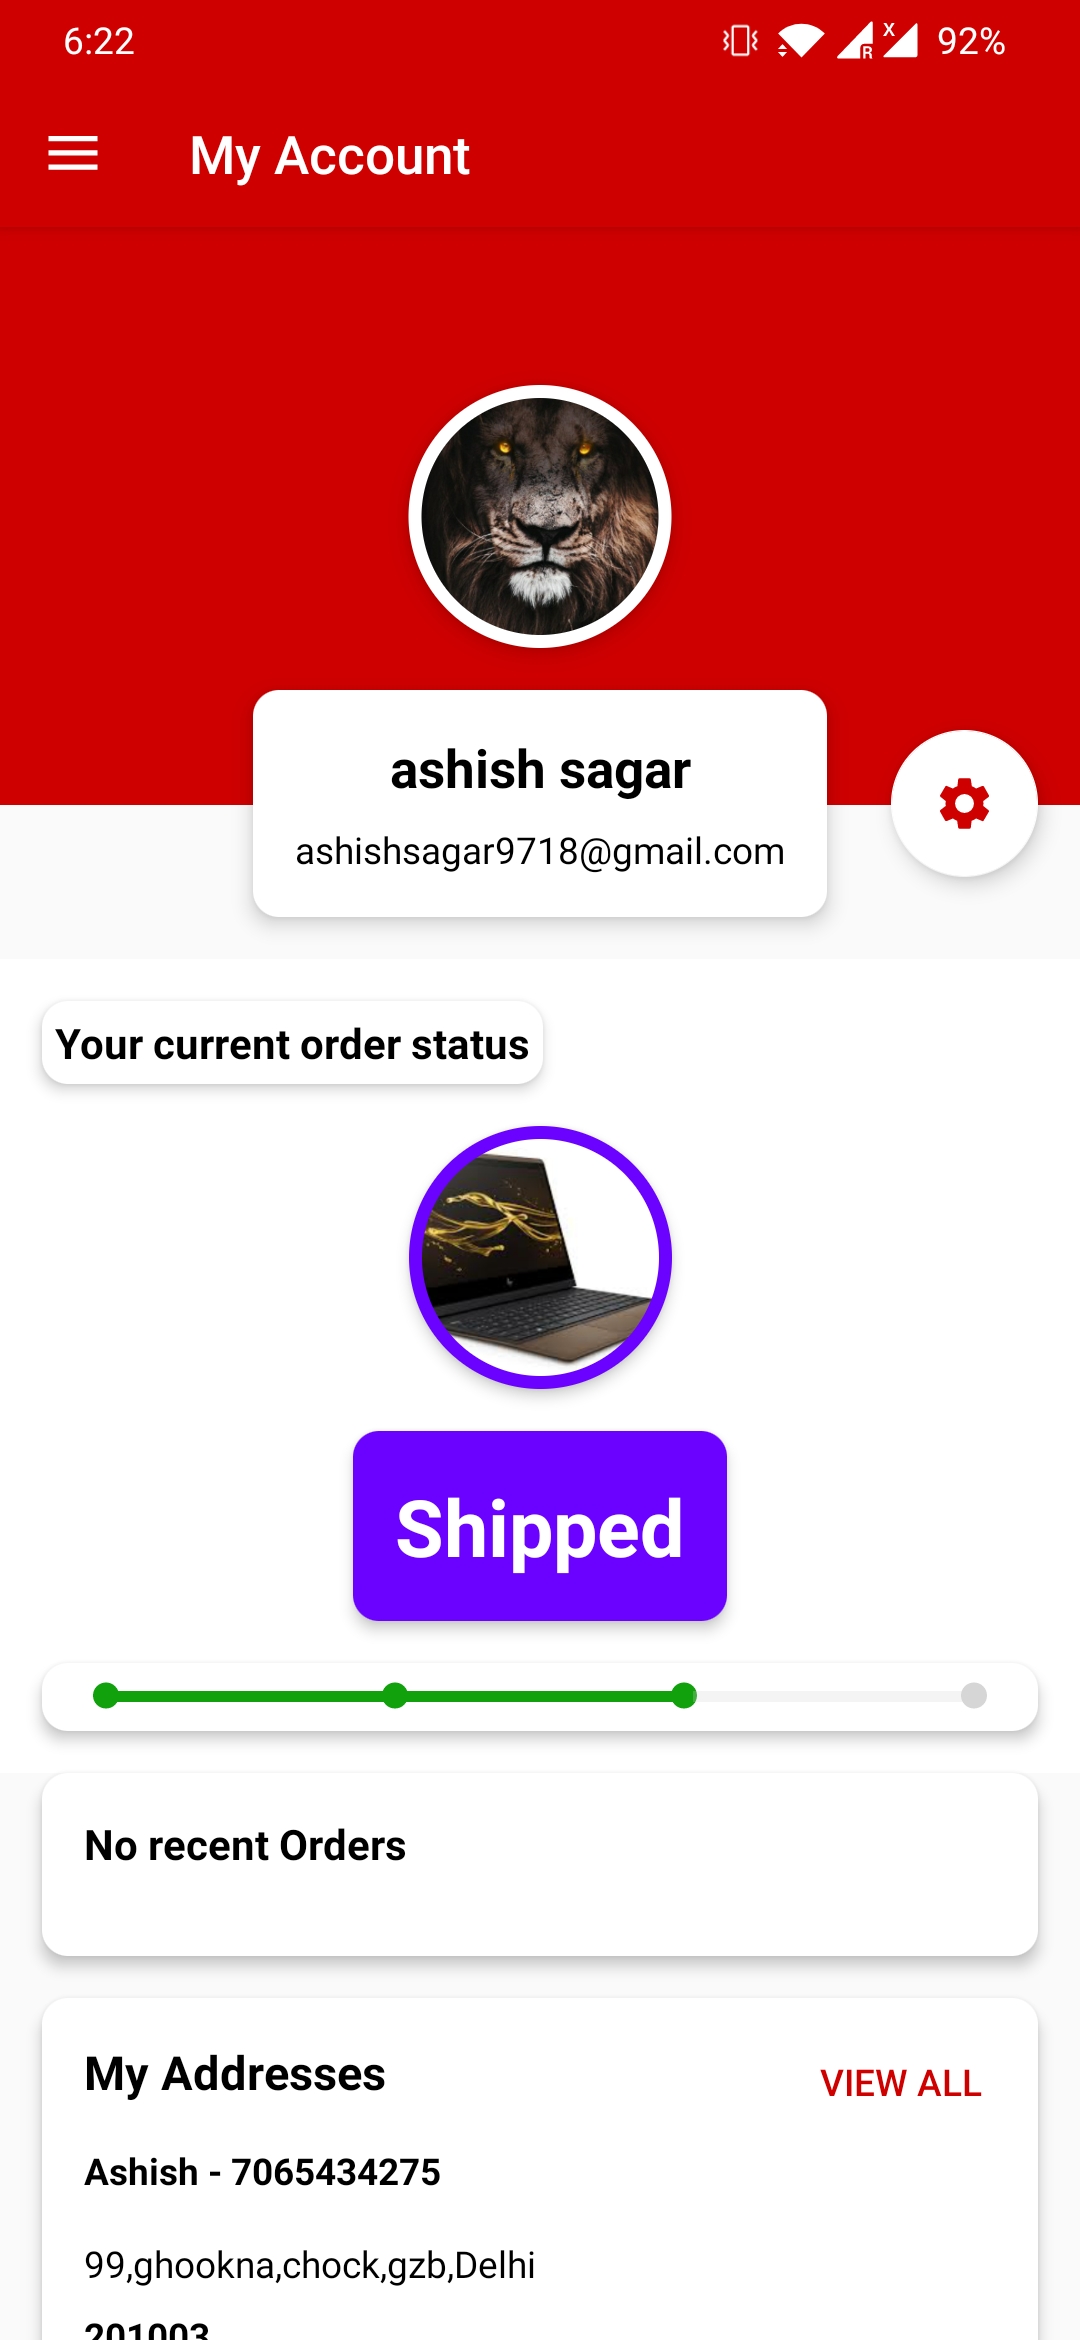 6:22
R
X
92%
My Account
ashish sagar
ashishsagar9718@gmail.com
Your current order status
Shipped
No recent Orders
My Addresses
VIEW ALL
Ashish - 7065434275
99,ghookna,chock,gzb,Delhi
201003